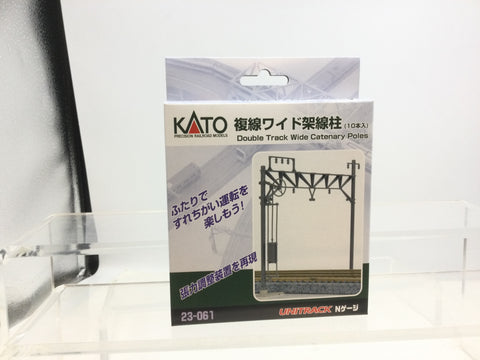 KATO
PRECISION RAILROAD MODELS
複線ワイド架線柱(10本入)
Double Track Wide Catenary Poles
ふたりで
すれちがい運転を
楽しもう!
張力調整装置を再現
23-061
UNITRACK Nゲージ